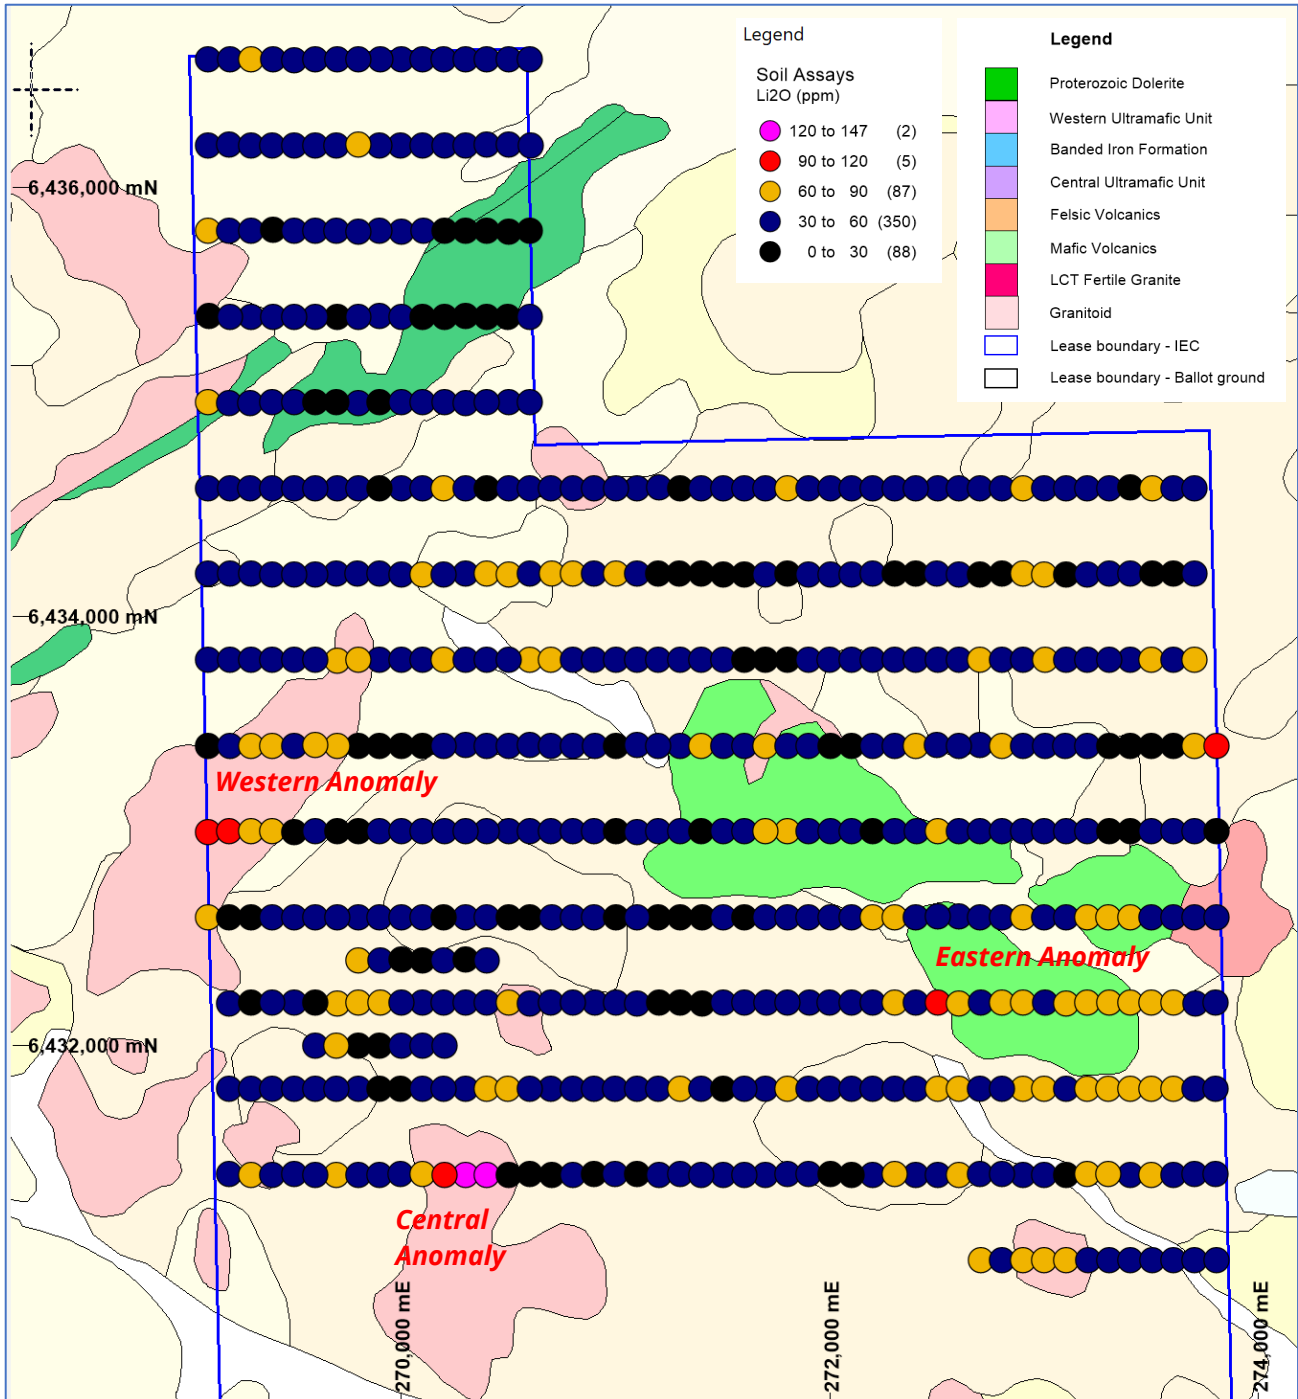 Legend
Soil Assays
Li2O (ppm)
120 to 147 (2)
90 to 120 (5)
60 to 90 (87)
30 to 60 (350)
0 to 30 (88)
Legend
Proterozoic Dolerite
Western Ultramafic Unit
Banded Iron Formation
Central Ultramafic Unit
Felsic Volcanics
Mafic Volcanics
LCT Fertile Granite
Granitoid
Lease boundary - IEC
Lease boundary - Ballot ground
6,436,000 mN
6,434,000 mN
Western Anomaly
Eastern Anomaly
6,432,000 mN
Central
Anomaly
270,000 mE
272,000 mE
274,000 mE